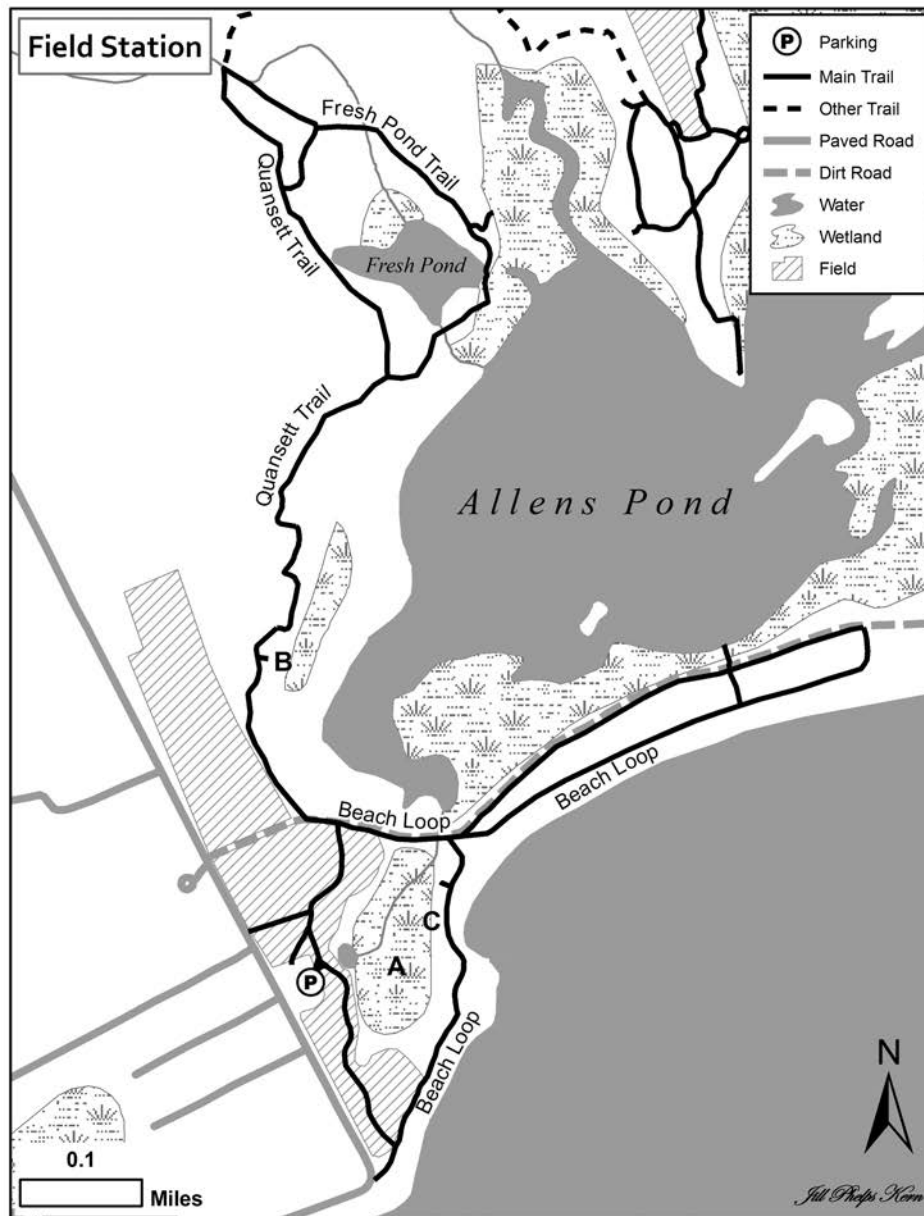 Field Station
P Parking
Main Trail
Other Trail
Paved Road
Dirt Road
Water
Wetland
Field
Fresh Pond Trail
Quansett Trail
Fresh Pond
Quansett Trail
Allens Pond
B
Beach Loop
Beach Loop
C
A
P
Beach Loop
N
0.1
Miles
Jill Phelps Kern